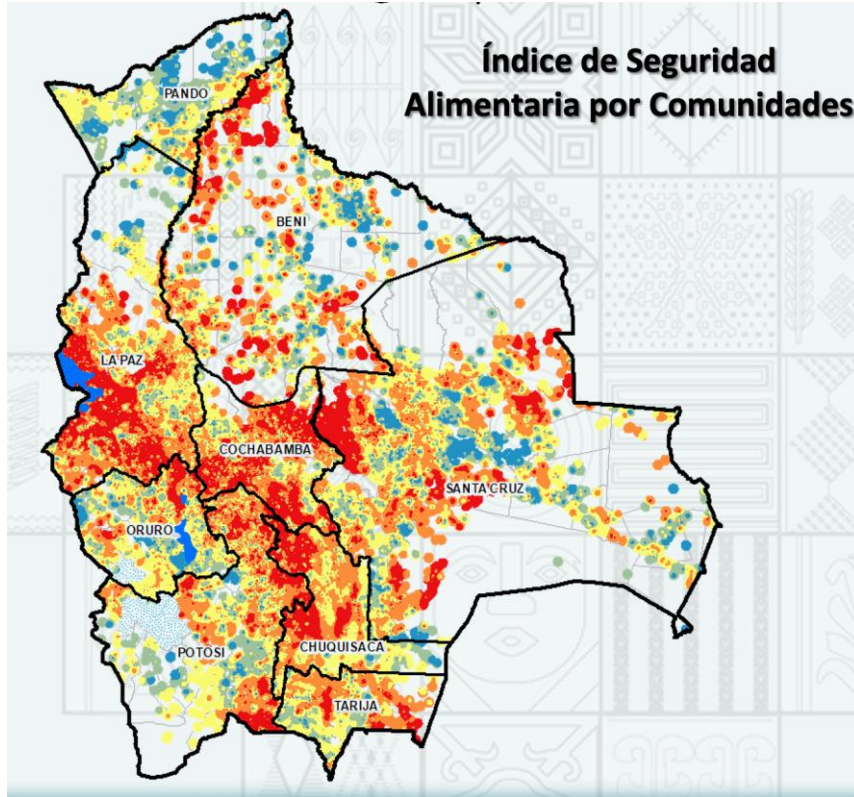 Índice de Seguridad
Alimentaria por Comunidades
PANDO
BENI
LA PAZ
COCHABAMBA
SANTA CRUZ
ORURO
POTOSI
CHUQUISACA
TARIJA